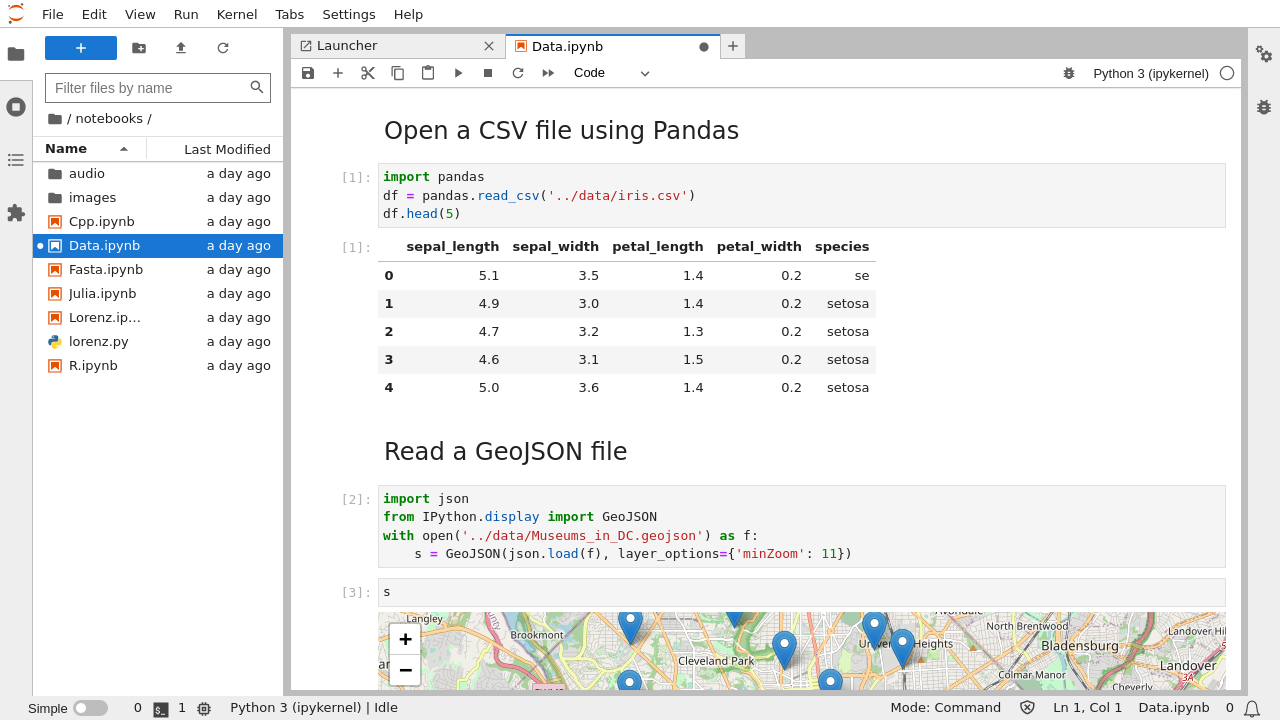 File Edit View Run Kernel Tabs Settings Help
Launcher
Data.ipynb
Code
Python 3 (ipykernel)
Filter files by name
/ notebooks /
Name Last Modified
audio a day ago
images a day ago
Cpp.ipynb a day ago
Data.ipynb a day ago
Fasta.ipynb a day ago
Julia.ipynb a day ago
Lorenz.ip... a day ago
lorenz.py a day ago
R.ipynb a day ago
Open a CSV file using Pandas
[1]: import pandas
df = pandas.read_csv('../data/iris.csv')
df.head(5)
[1]: sepal_length sepal_width petal_length petal_width species
0 5.1 3.5 1.4 0.2 se
1 4.9 3.0 1.4 0.2 setosa
2 4.7 3.2 1.3 0.2 setosa
3 4.6 3.1 1.5 0.2 setosa
4 5.0 3.6 1.4 0.2 setosa
Read a GeoJSON file
[2]: import json
from IPython.display import GeoJSON
with open('../data/Museums_in_DC.geojson') as f:
    s = GeoJSON(json.load(f), layer_options={'minZoom': 11})
[3]: s
Langley
Brookmont
Cleveland Park
Heights
North Brentwood
Bladensburg
Landover
Colmar Manor
Cheverly
3A
+
−
Simple 0 1 Python 3 (ipykernel) | Idle Mode: Command Ln 1, Col 1 Data.ipynb 0